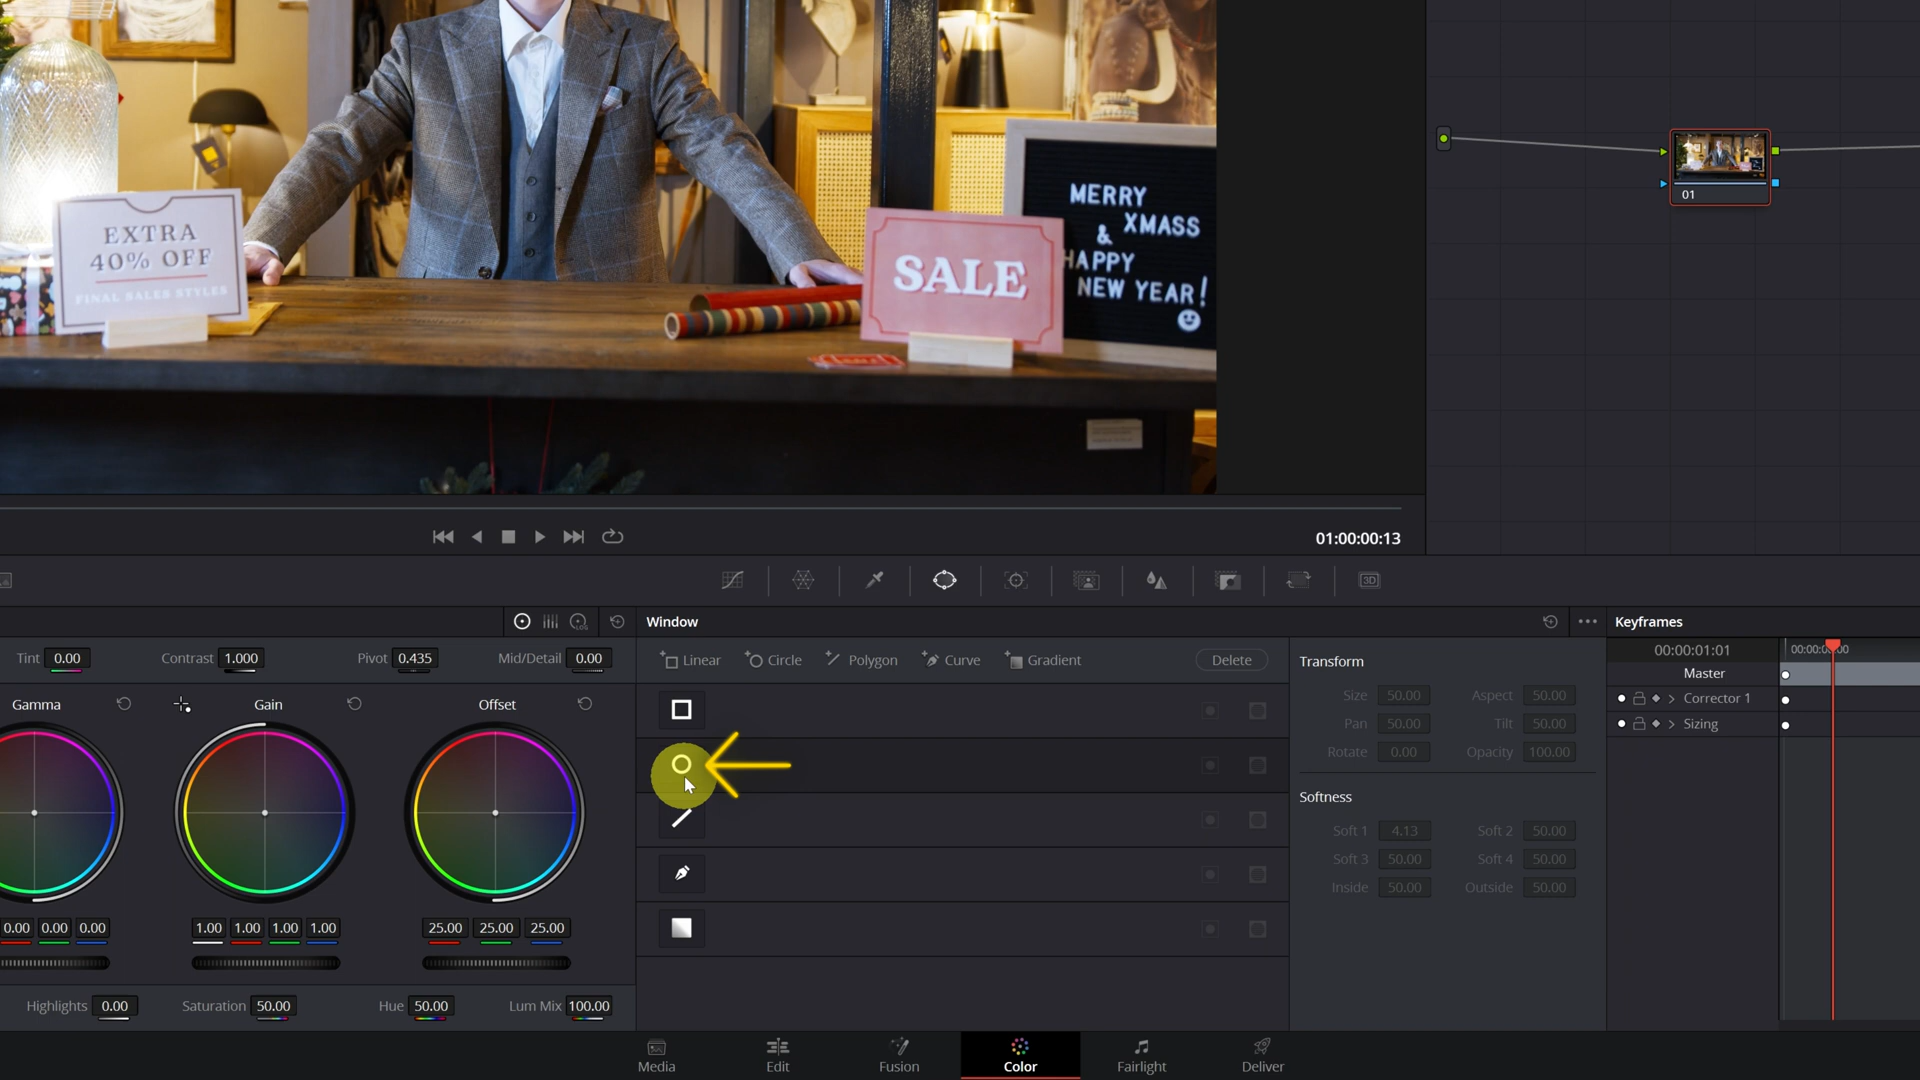 EXTRA
40% OFF
FINAL SALES STYLES
SALE
MERRY
XMASS
&
HAPPY
NEW YEAR!
01
01:00:00:13
3D
LOG
Window
Keyframes
Tint 0.00 Contrast 1.000 Pivot 0.435 Mid/Detail 0.00
Linear Circle Polygon Curve Gradient Delete
Transform
00:00:01:01
00:00:00:00
Master
Size 50.00 Aspect 50.00
Corrector 1
Gamma Gain Offset
Pan 50.00 Tilt 50.00
Sizing
Rotate 0.00 Opacity 100.00
Softness
Soft 1 4.13 Soft 2 50.00
Soft 3 50.00 Soft 4 50.00
Inside 50.00 Outside 50.00
0.00 0.00 0.00 1.00 1.00 1.00 1.00 25.00 25.00 25.00
Highlights 0.00 Saturation 50.00 Hue 50.00 Lum Mix 100.00
Media Edit Fusion Color Fairlight Deliver